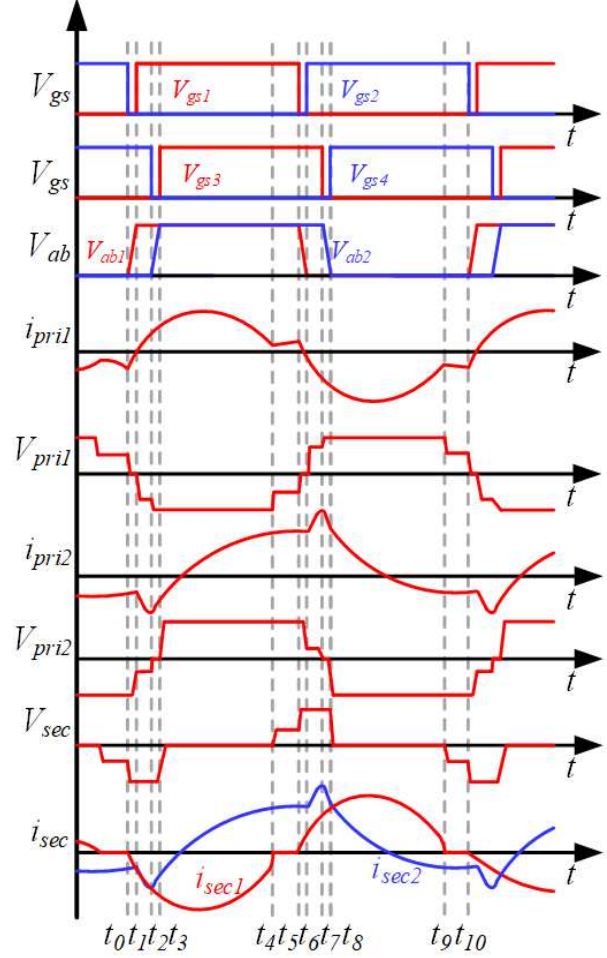 V_gs V_gs1 V_gs2 t
V_gs V_gs3 V_gs4 t
V_ab V_ab1 V_ab2 t
i_pri1 t
V_pri1 t
i_pri2 t
V_pri2 t
V_sec t
i_sec i_sec1 i_sec2 t
t_0 t_1 t_2 t_3 t_4 t_5 t_6 t_7 t_8 t_9 t_10